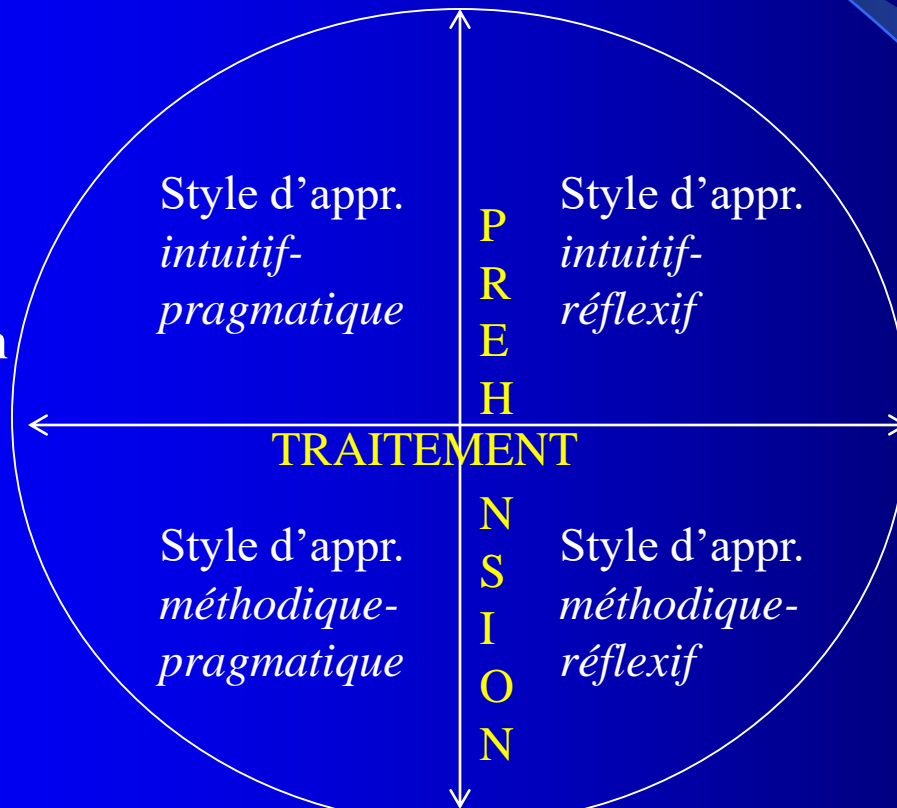 Style d’appr.
intuitif-
pragmatique
Style d’appr.
intuitif-
réflexif
P
R
E
H
TRAITEMENT
N
S
I
O
N
Style d’appr.
méthodique-
pragmatique
Style d’appr.
méthodique-
réflexif